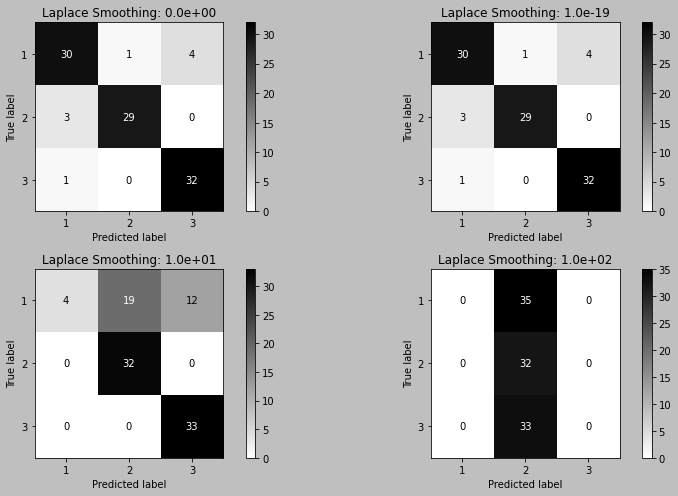 Laplace Smoothing: 0.0e+00
True label
1 30 1 4
2 3 29 0
3 1 0 32
1 2 3
Predicted label
30
25
20
15
10
5
0
Laplace Smoothing: 1.0e-19
True label
1 30 1 4
2 3 29 0
3 1 0 32
1 2 3
Predicted label
30
25
20
15
10
5
0
Laplace Smoothing: 1.0e+01
True label
1 4 19 12
2 0 32 0
3 0 0 33
1 2 3
Predicted label
30
25
20
15
10
5
0
Laplace Smoothing: 1.0e+02
True label
1 0 35 0
2 0 32 0
3 0 33 0
1 2 3
Predicted label
35
30
25
20
15
10
5
0